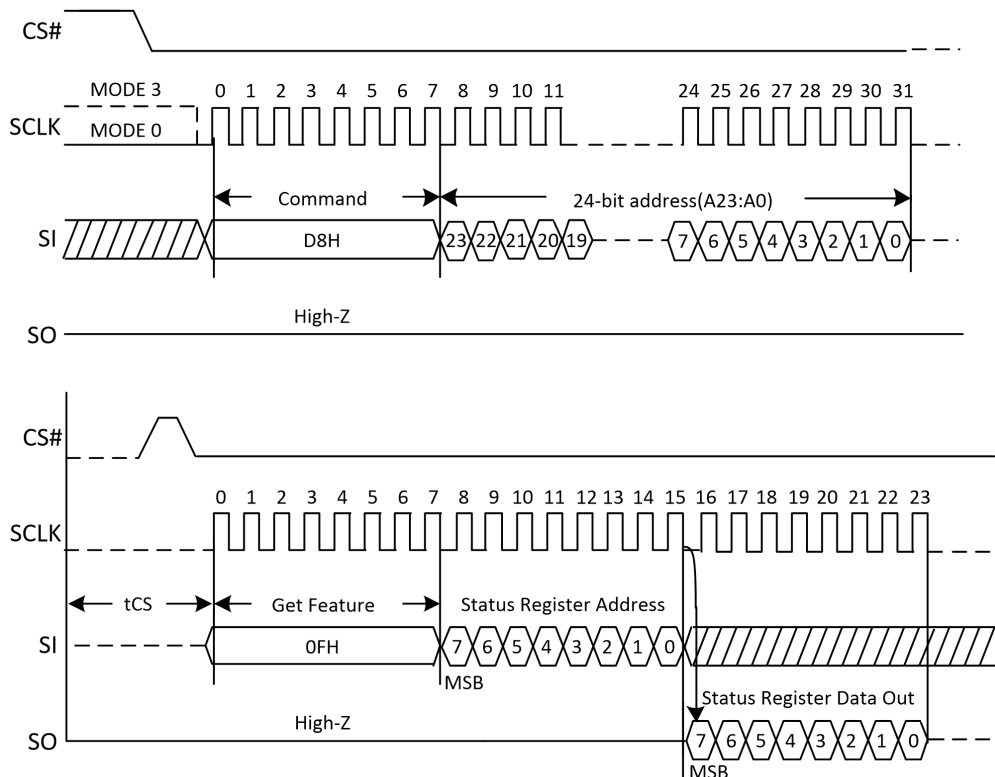 CS#
MODE 3
0 1 2 3 4 5 6 7 8 9 10 11 24 25 26 27 28 29 30 31
SCLK
MODE 0
Command
24-bit address(A23:A0)
SI
D8H
23 22 21 20 19 7 6 5 4 3 2 1 0
High-Z
SO
CS#
0 1 2 3 4 5 6 7 8 9 10 11 12 13 14 15 16 17 18 19 20 21 22 23
SCLK
tCS
Get Feature
Status Register Address
SI
0FH
7 6 5 4 3 2 1 0
MSB
Status Register Data Out
High-Z
SO
7 6 5 4 3 2 1 0
MSB